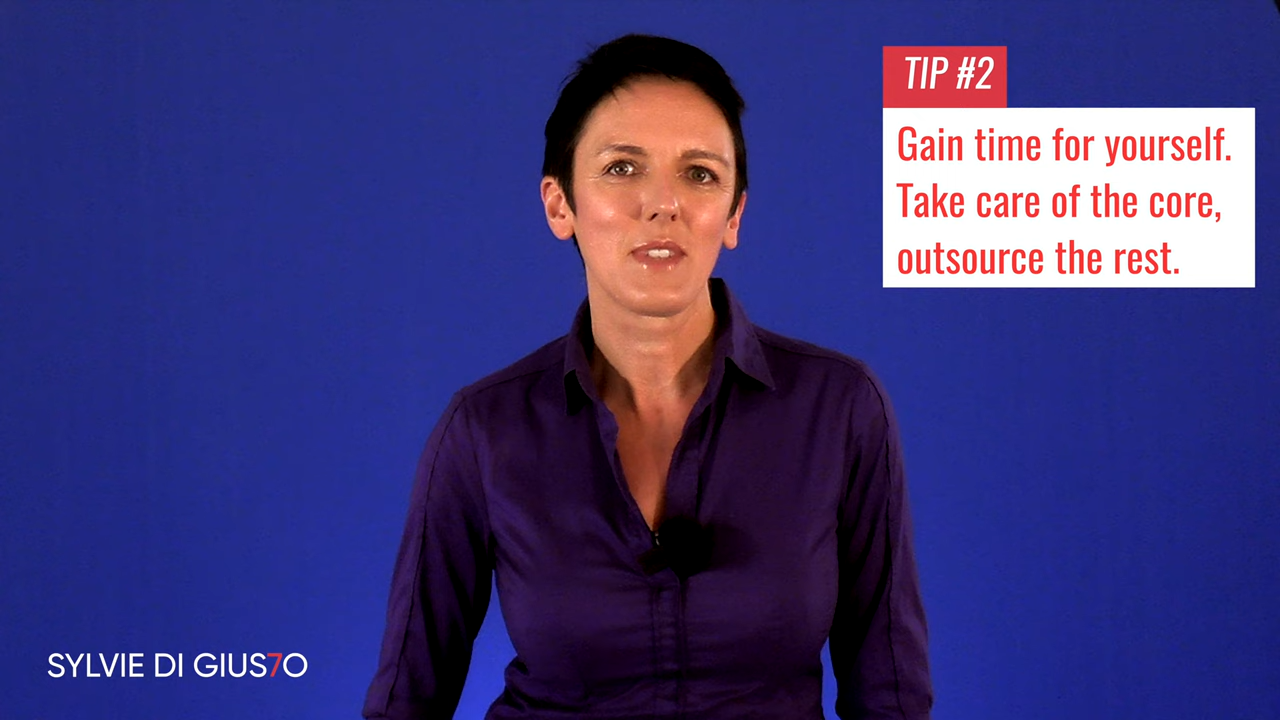 TIP #2
Gain time for yourself.
Take care of the core,
outsource the rest.
SYLVIE DI GIUS7O